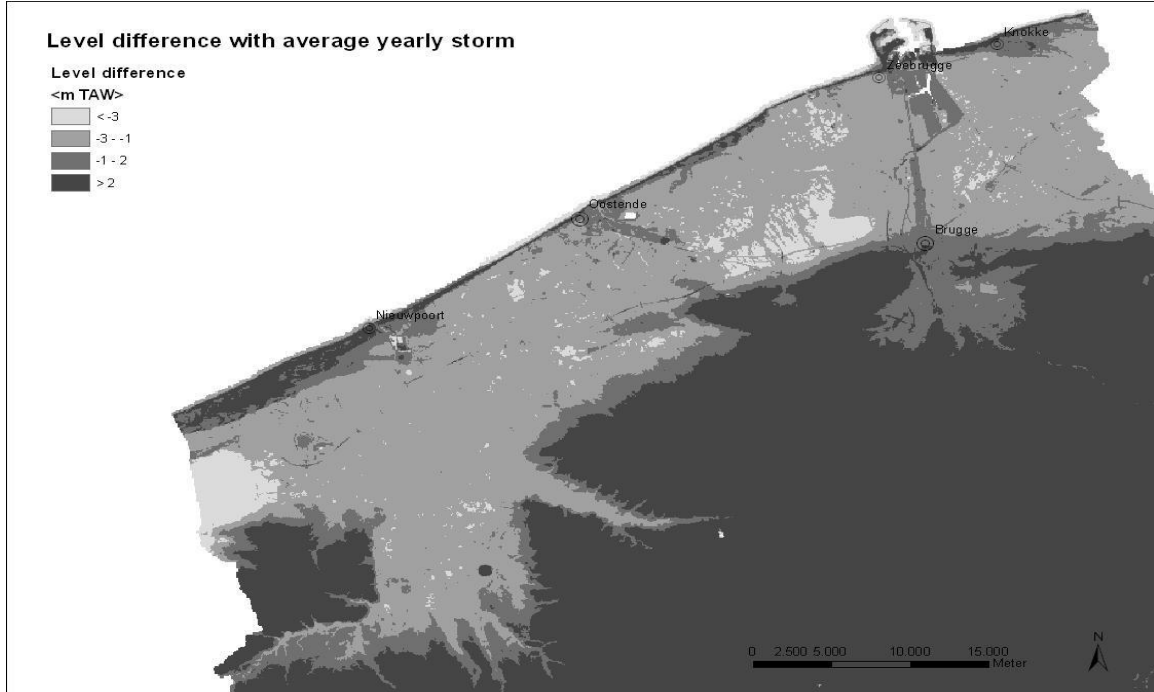 Level difference with average yearly storm
Level difference
<m TAW>
< -3
-3 - -1
-1 - 2
> 2
Knokke
Zeebrugge
Oostende
Brugge
Nieuwpoort
N
0 2.500 5.000 10.000 15.000
Meter